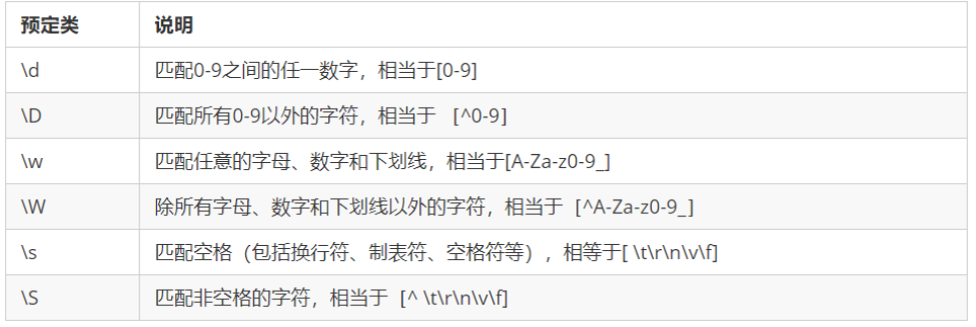 预定类 说明
\d 匹配0-9之间的任一数字，相当于[0-9]
\D 匹配所有0-9以外的字符，相当于 [^0-9]
\w 匹配任意的字母、数字和下划线，相当于[A-Za-z0-9_]
\W 除所有字母、数字和下划线以外的字符，相当于 [^A-Za-z0-9_]
\s 匹配空格（包括换行符、制表符、空格符等），相等于[ \t\r\n\v\f]
\S 匹配非空格的字符，相当于 [^ \t\r\n\v\f]